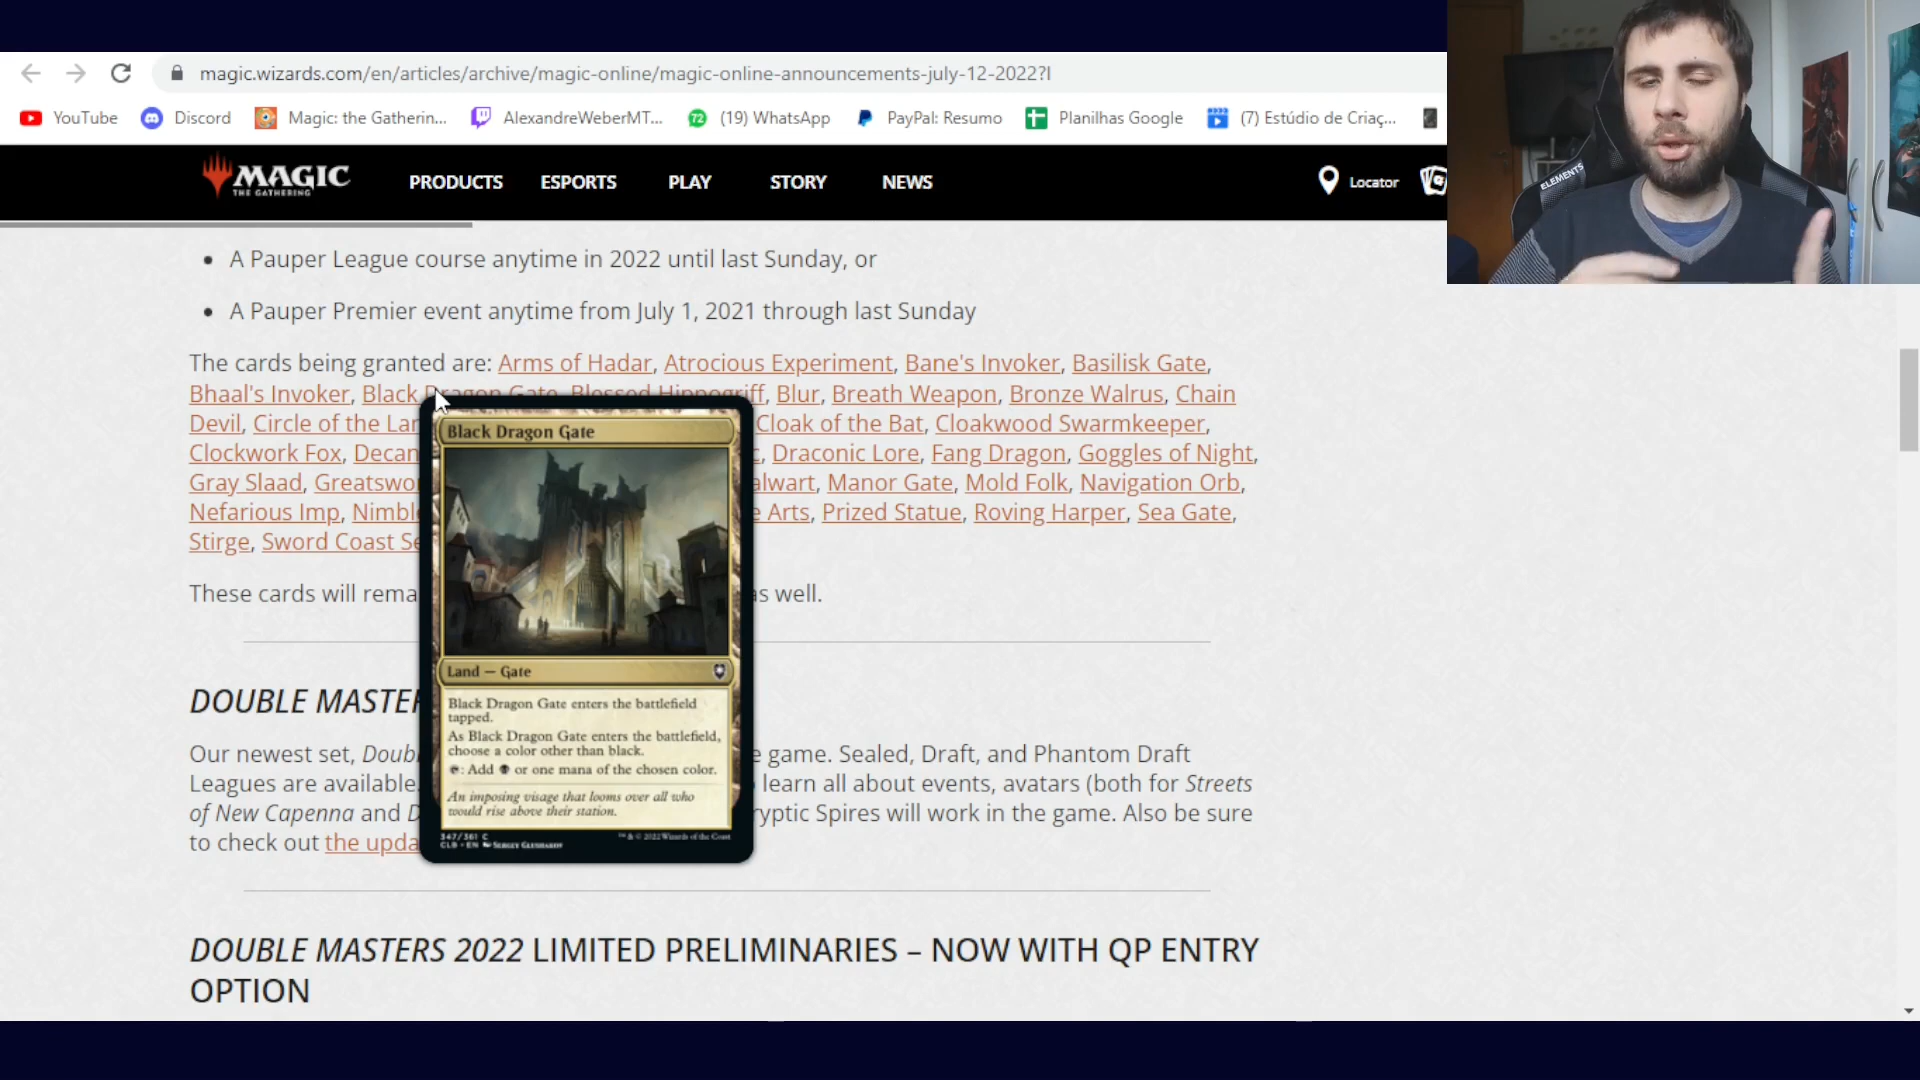 magic.wizards.com/en/articles/archive/magic-online/magic-online-announcements-july-12-2022?l
YouTube Discord Magic: the Gatherin... AlexandreWeberMT... 72 (19) WhatsApp PayPal: Resumo Planilhas Google (7) Estúdio de Criaç...
MAGIC
THE GATHERING
PRODUCTS ESPORTS PLAY STORY NEWS Locator
ELEMENTS
A Pauper League course anytime in 2022 until last Sunday, or
A Pauper Premier event anytime from July 1, 2021 through last Sunday
The cards being granted are: Arms of Hadar, Atrocious Experiment, Bane's Invoker, Basilisk Gate,
Bhaal's Invoker, Black Dragon Gate, Blessed Hippogriff, Blur, Breath Weapon, Bronze Walrus, Chain
Devil, Circle of the Lan Cloak of the Bat, Cloakwood Swarmkeeper,
Clockwork Fox, Decan c, Draconic Lore, Fang Dragon, Goggles of Night,
Gray Slaad, Greatswor alwart, Manor Gate, Mold Folk, Navigation Orb,
Nefarious Imp, Nimble e Arts, Prized Statue, Roving Harper, Sea Gate,
Stirge, Sword Coast Se
These cards will rema as well.
Black Dragon Gate
Land — Gate
Black Dragon Gate enters the battlefield
tapped.
As Black Dragon Gate enters the battlefield,
choose a color other than black.
: Add or one mana of the chosen color.
An imposing visage that looms over all who
would rise above their station.
347/361 C
™ & © 2022 Wizards of the Coast
CLB • EN
DOUBLE MASTER
Our newest set, Doub e game. Sealed, Draft, and Phantom Draft
Leagues are available. learn all about events, avatars (both for Streets
of New Capenna and D ryptic Spires will work in the game. Also be sure
to check out the upda
DOUBLE MASTERS 2022 LIMITED PRELIMINARIES – NOW WITH QP ENTRY
OPTION